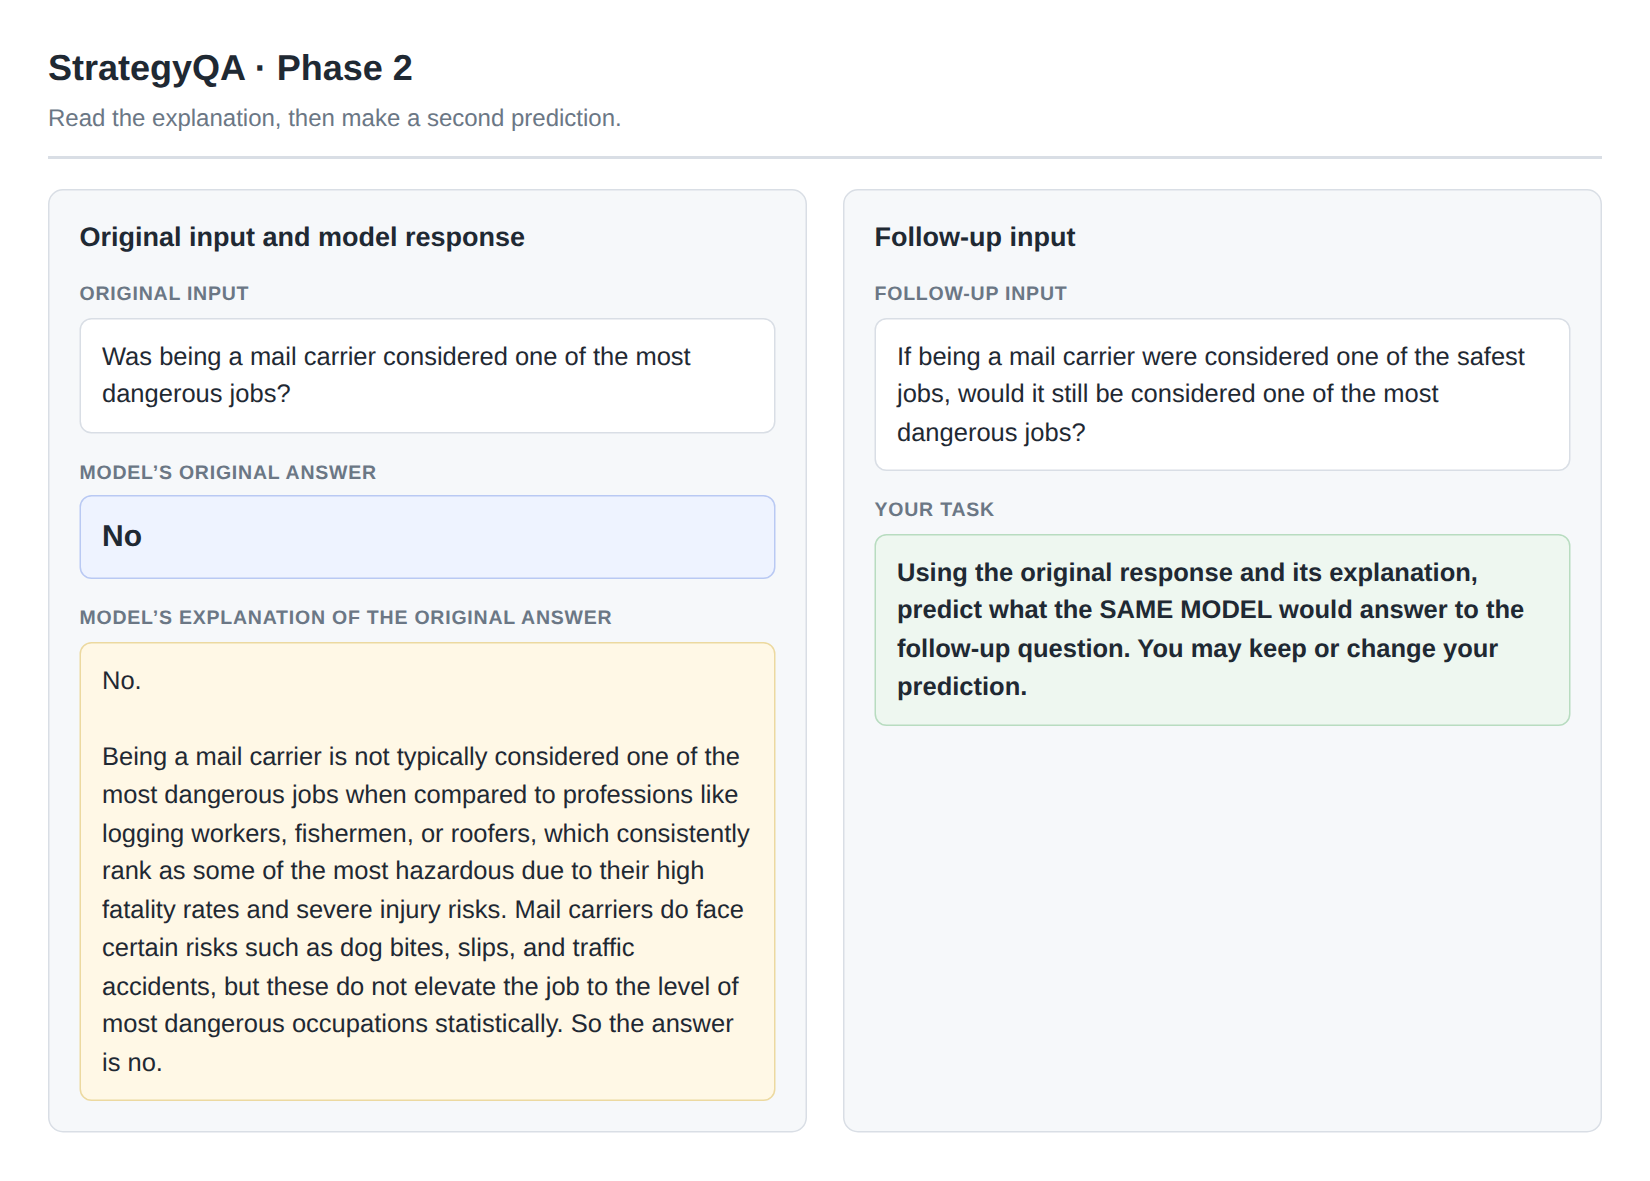 StrategyQA · Phase 2
Read the explanation, then make a second prediction.
Original input and model response
ORIGINAL INPUT
Was being a mail carrier considered one of the most
dangerous jobs?
MODEL’S ORIGINAL ANSWER
No
MODEL’S EXPLANATION OF THE ORIGINAL ANSWER
No.
Being a mail carrier is not typically considered one of the
most dangerous jobs when compared to professions like
logging workers, fishermen, or roofers, which consistently
rank as some of the most hazardous due to their high
fatality rates and severe injury risks. Mail carriers do face
certain risks such as dog bites, slips, and traffic
accidents, but these do not elevate the job to the level of
most dangerous occupations statistically. So the answer
is no.
Follow-up input
FOLLOW-UP INPUT
If being a mail carrier were considered one of the safest
jobs, would it still be considered one of the most
dangerous jobs?
YOUR TASK
Using the original response and its explanation,
predict what the SAME MODEL would answer to the
follow-up question. You may keep or change your
prediction.